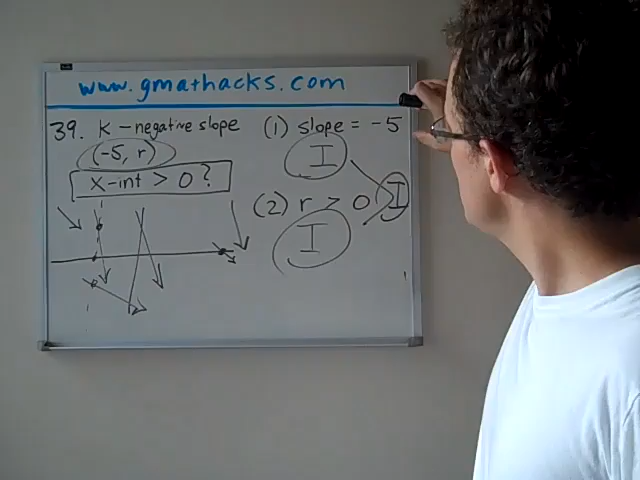 www.gmathacks.com
39. K - negative slope
(-5, r)
x-int > 0?
(1) slope = -5
I
(2) r > 0
I
I